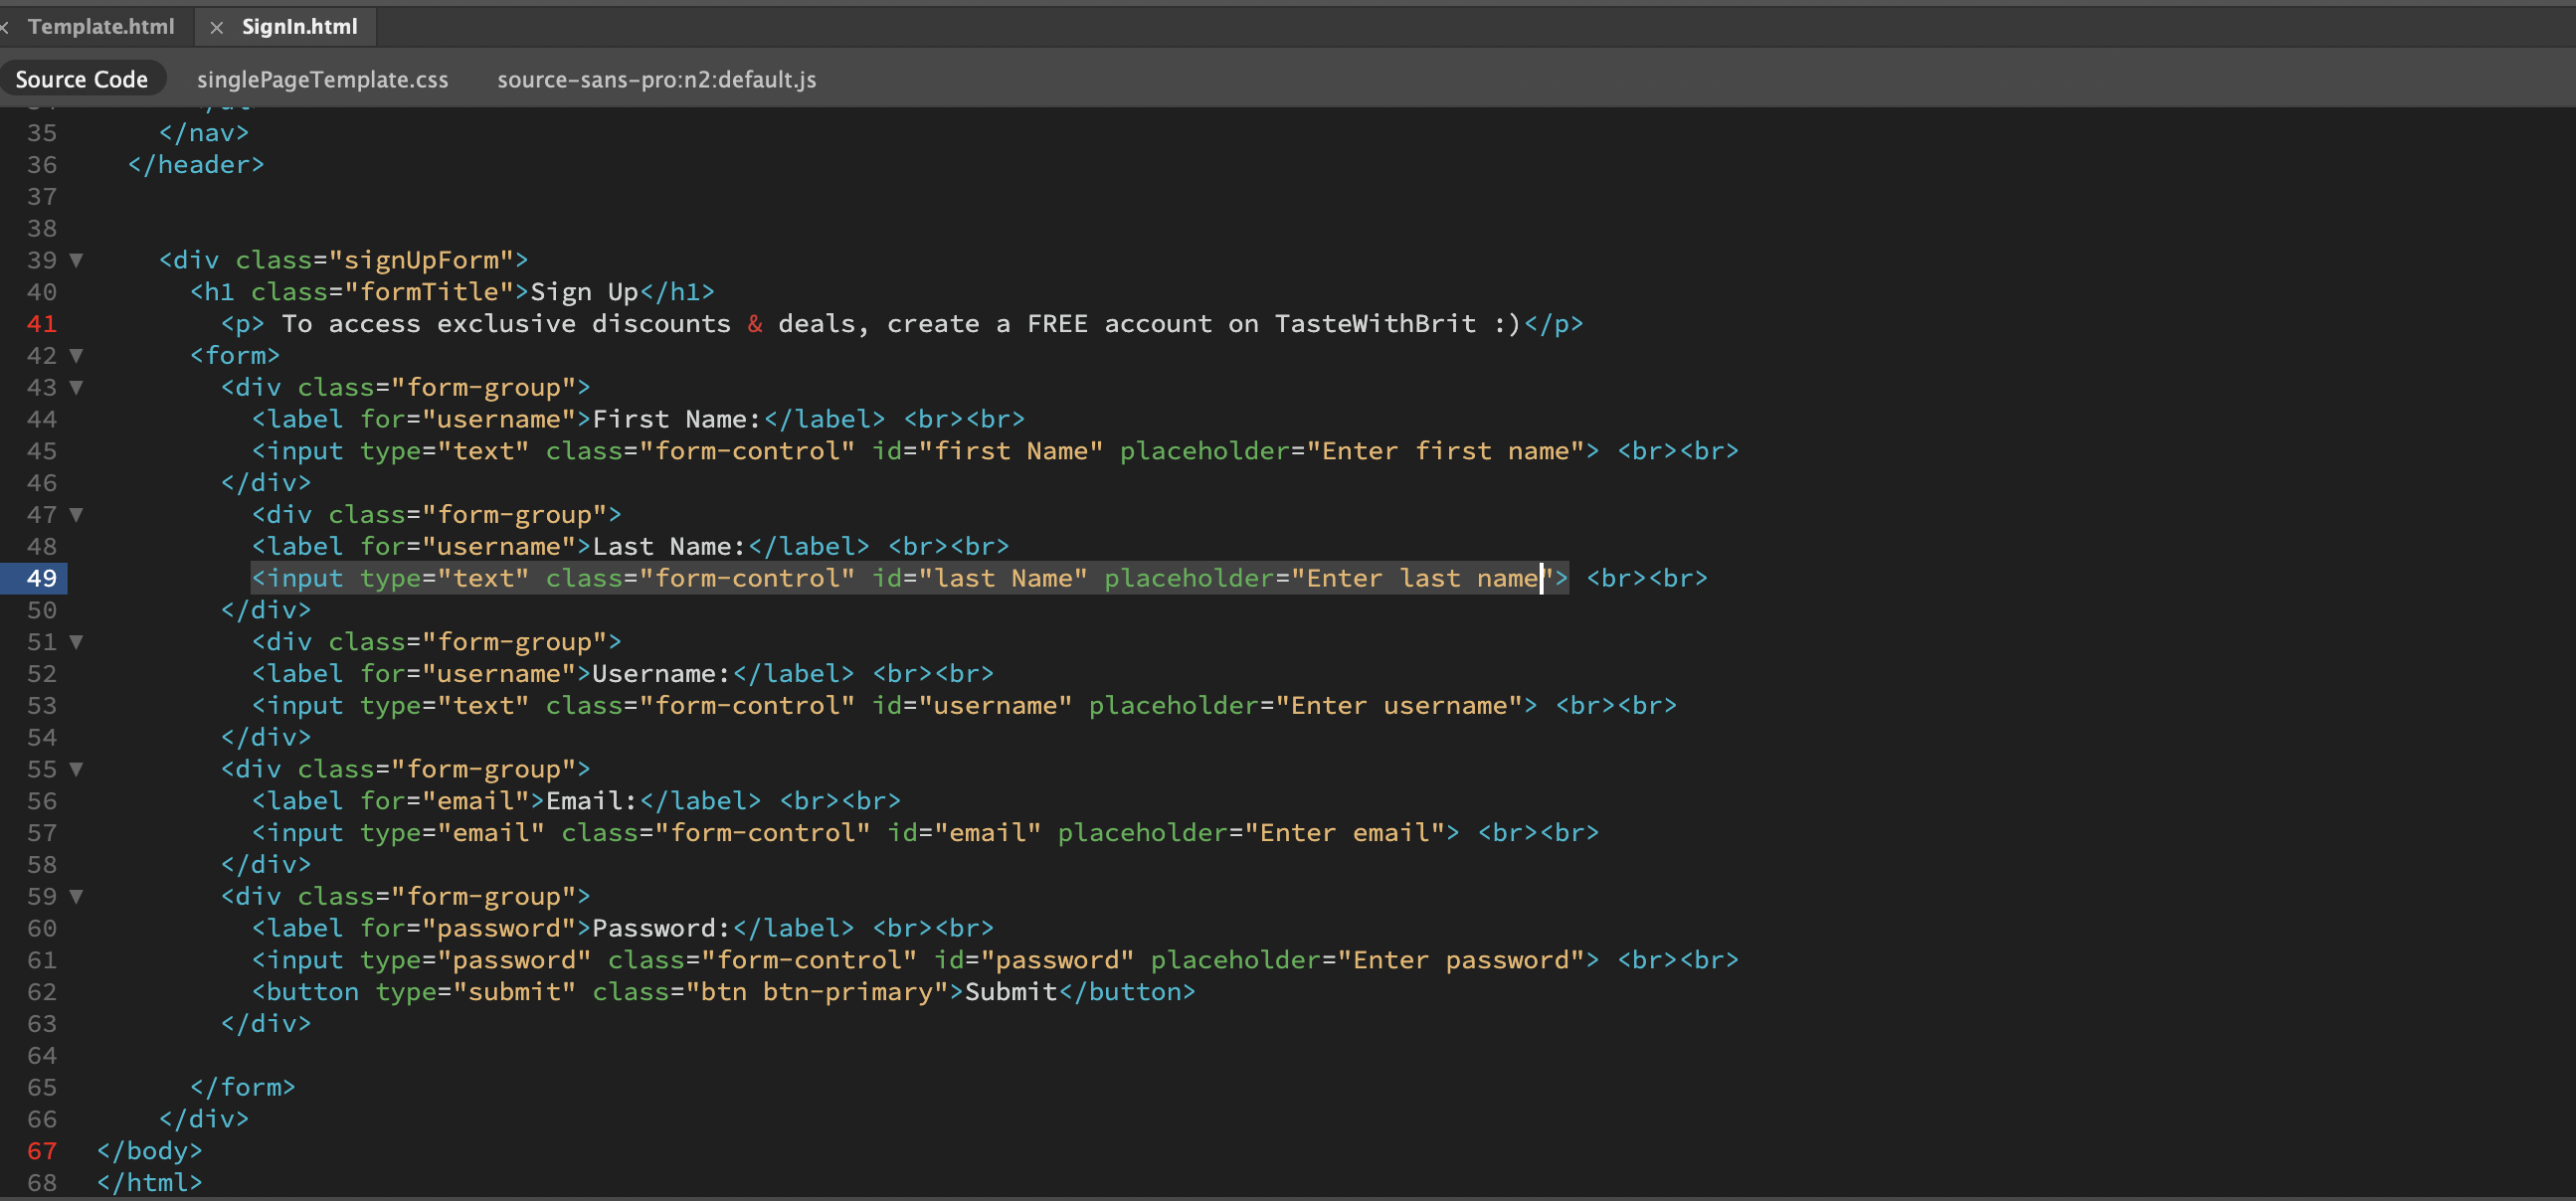 × Template.html × SignIn.html
Source Code singlePageTemplate.css source-sans-pro:n2:default.js
35 </nav>
36 </header>
37
38
39 ▼ <div class="signUpForm">
40 <h1 class="formTitle">Sign Up</h1>
41 <p> To access exclusive discounts & deals, create a FREE account on TasteWithBrit :)</p>
42 ▼ <form>
43 ▼ <div class="form-group">
44 <label for="username">First Name:</label> <br><br>
45 <input type="text" class="form-control" id="first Name" placeholder="Enter first name"> <br><br>
46 </div>
47 ▼ <div class="form-group">
48 <label for="username">Last Name:</label> <br><br>
49 <input type="text" class="form-control" id="last Name" placeholder="Enter last name"> <br><br>
50 </div>
51 ▼ <div class="form-group">
52 <label for="username">Username:</label> <br><br>
53 <input type="text" class="form-control" id="username" placeholder="Enter username"> <br><br>
54 </div>
55 ▼ <div class="form-group">
56 <label for="email">Email:</label> <br><br>
57 <input type="email" class="form-control" id="email" placeholder="Enter email"> <br><br>
58 </div>
59 ▼ <div class="form-group">
60 <label for="password">Password:</label> <br><br>
61 <input type="password" class="form-control" id="password" placeholder="Enter password"> <br><br>
62 <button type="submit" class="btn btn-primary">Submit</button>
63 </div>
64
65 </form>
66 </div>
67 </body>
68 </html>